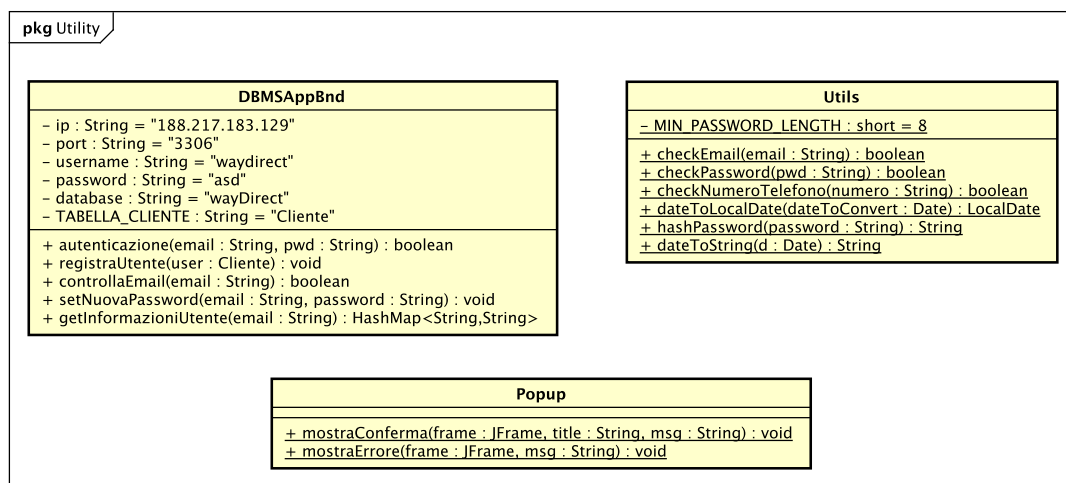 pkg Utility
DBMSAppBnd
– ip : String = "188.217.183.129"
– port : String = "3306"
– username : String = "waydirect"
– password : String = "asd"
– database : String = "wayDirect"
– TABELLA_CLIENTE : String = "Cliente"
+ autenticazione(email : String, pwd : String) : boolean
+ registraUtente(user : Cliente) : void
+ controllaEmail(email : String) : boolean
+ setNuovaPassword(email : String, password : String) : void
+ getInformazioniUtente(email : String) : HashMap<String,String>
Utils
– MIN_PASSWORD_LENGTH : short = 8
+ checkEmail(email : String) : boolean
+ checkPassword(pwd : String) : boolean
+ checkNumeroTelefono(numero : String) : boolean
+ dateToLocalDate(dateToConvert : Date) : LocalDate
+ hashPassword(password : String) : String
+ dateToString(d : Date) : String
Popup
+ mostraConferma(frame : JFrame, title : String, msg : String) : void
+ mostraErrore(frame : JFrame, msg : String) : void